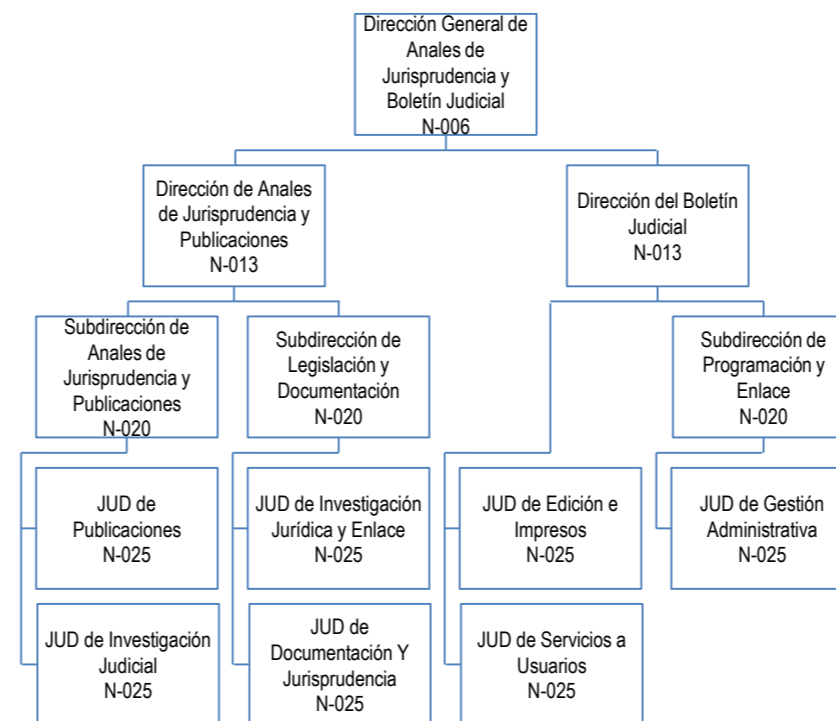 Dirección General de
Anales de
Jurisprudencia y
Boletín Judicial
N-006
Dirección de Anales
de Jurisprudencia y
Publicaciones
N-013
Dirección del Boletín
Judicial
N-013
Subdirección de
Anales de
Jurisprudencia y
Publicaciones
N-020
Subdirección de
Legislación y
Documentación
N-020
Subdirección de
Programación y
Enlace
N-020
JUD de
Publicaciones
N-025
JUD de Investigación
Jurídica y Enlace
N-025
JUD de Edición e
Impresos
N-025
JUD de Gestión
Administrativa
N-025
JUD de Investigación
Judicial
N-025
JUD de
Documentación Y
Jurisprudencia
N-025
JUD de Servicios a
Usuarios
N-025